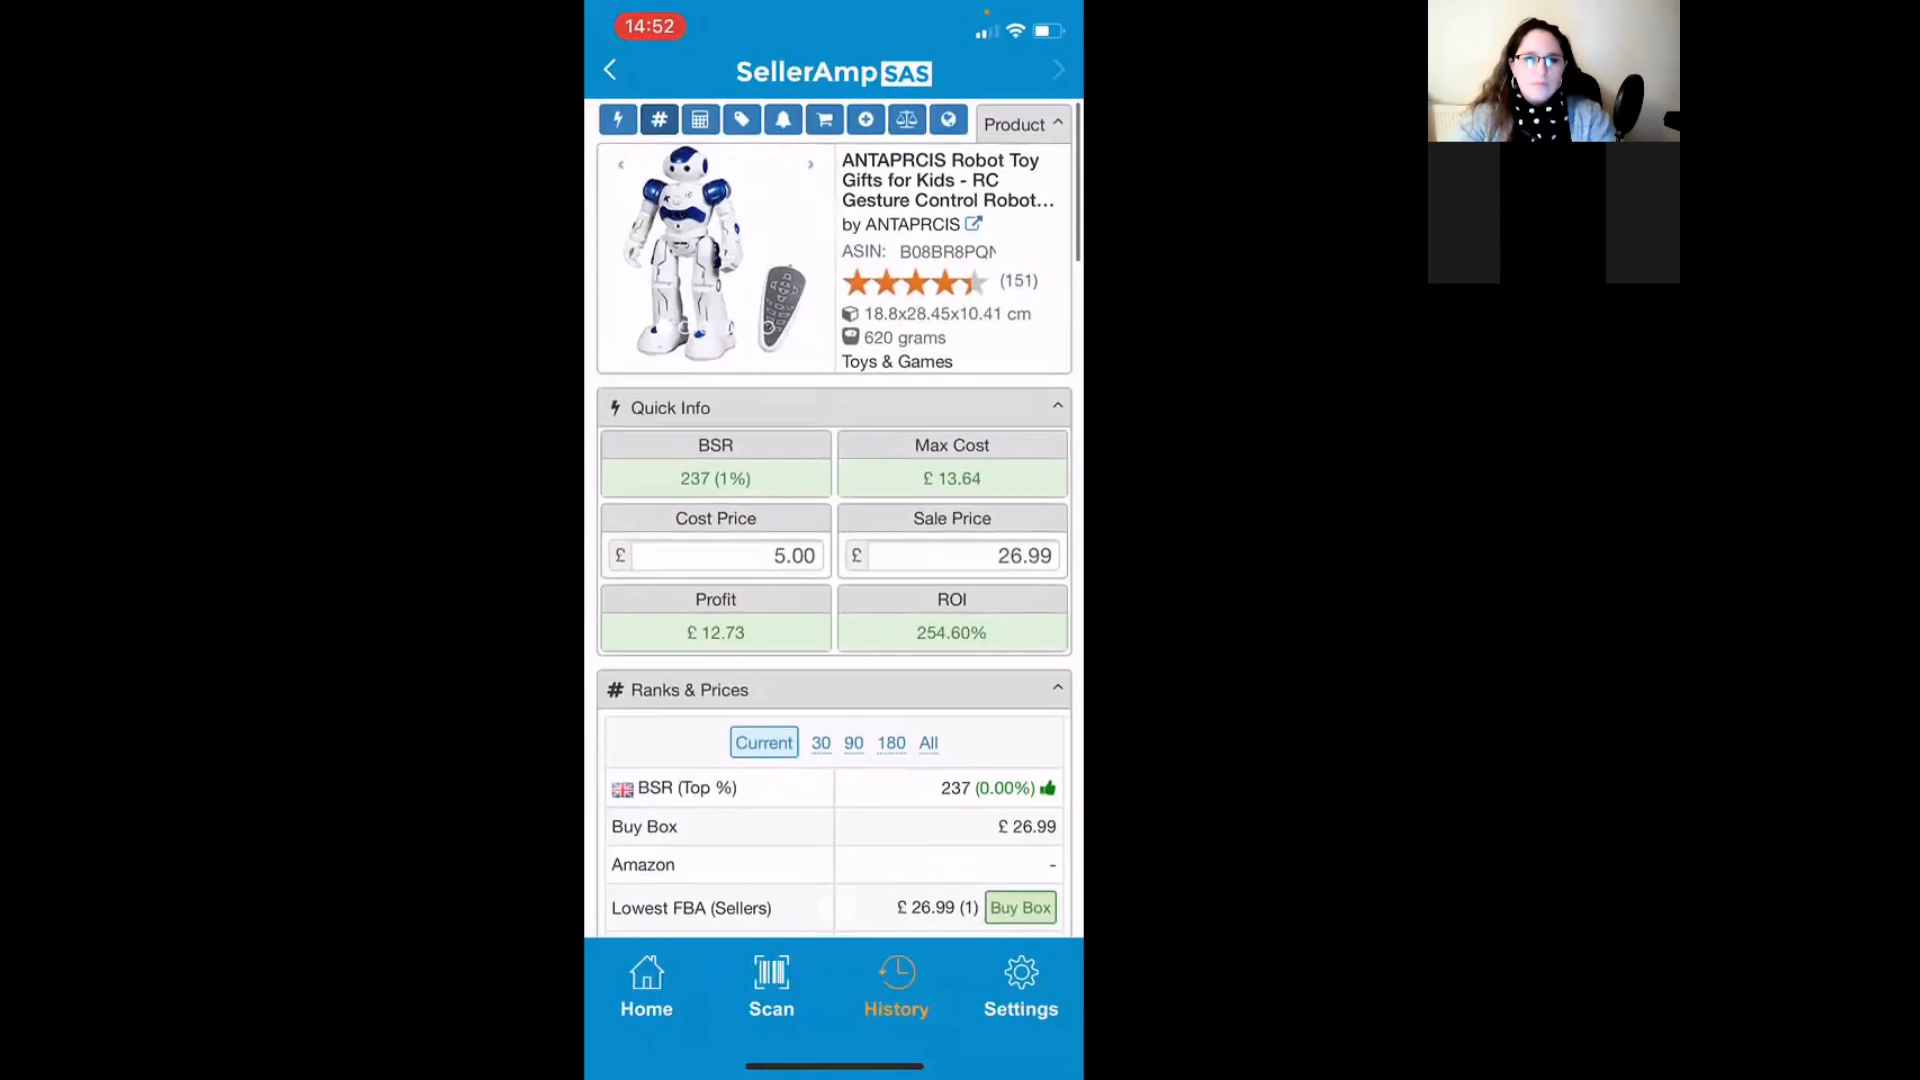 14:52
SellerAmp SAS
Product
ANTAPRCIS Robot Toy
Gifts for Kids - RC
Gesture Control Robot...
by ANTAPRCIS
ASIN: B08BR8PQN
(151)
18.8x28.45x10.41 cm
620 grams
Toys & Games
Quick Info
BSR
Max Cost
237 (1%)
£ 13.64
Cost Price
Sale Price
£ 5.00
£ 26.99
Profit
ROI
£ 12.73
254.60%
# Ranks & Prices
Current 30 90 180 All
BSR (Top %) 237 (0.00%)
Buy Box £ 26.99
Amazon -
Lowest FBA (Sellers) £ 26.99 (1) Buy Box
Home Scan History Settings